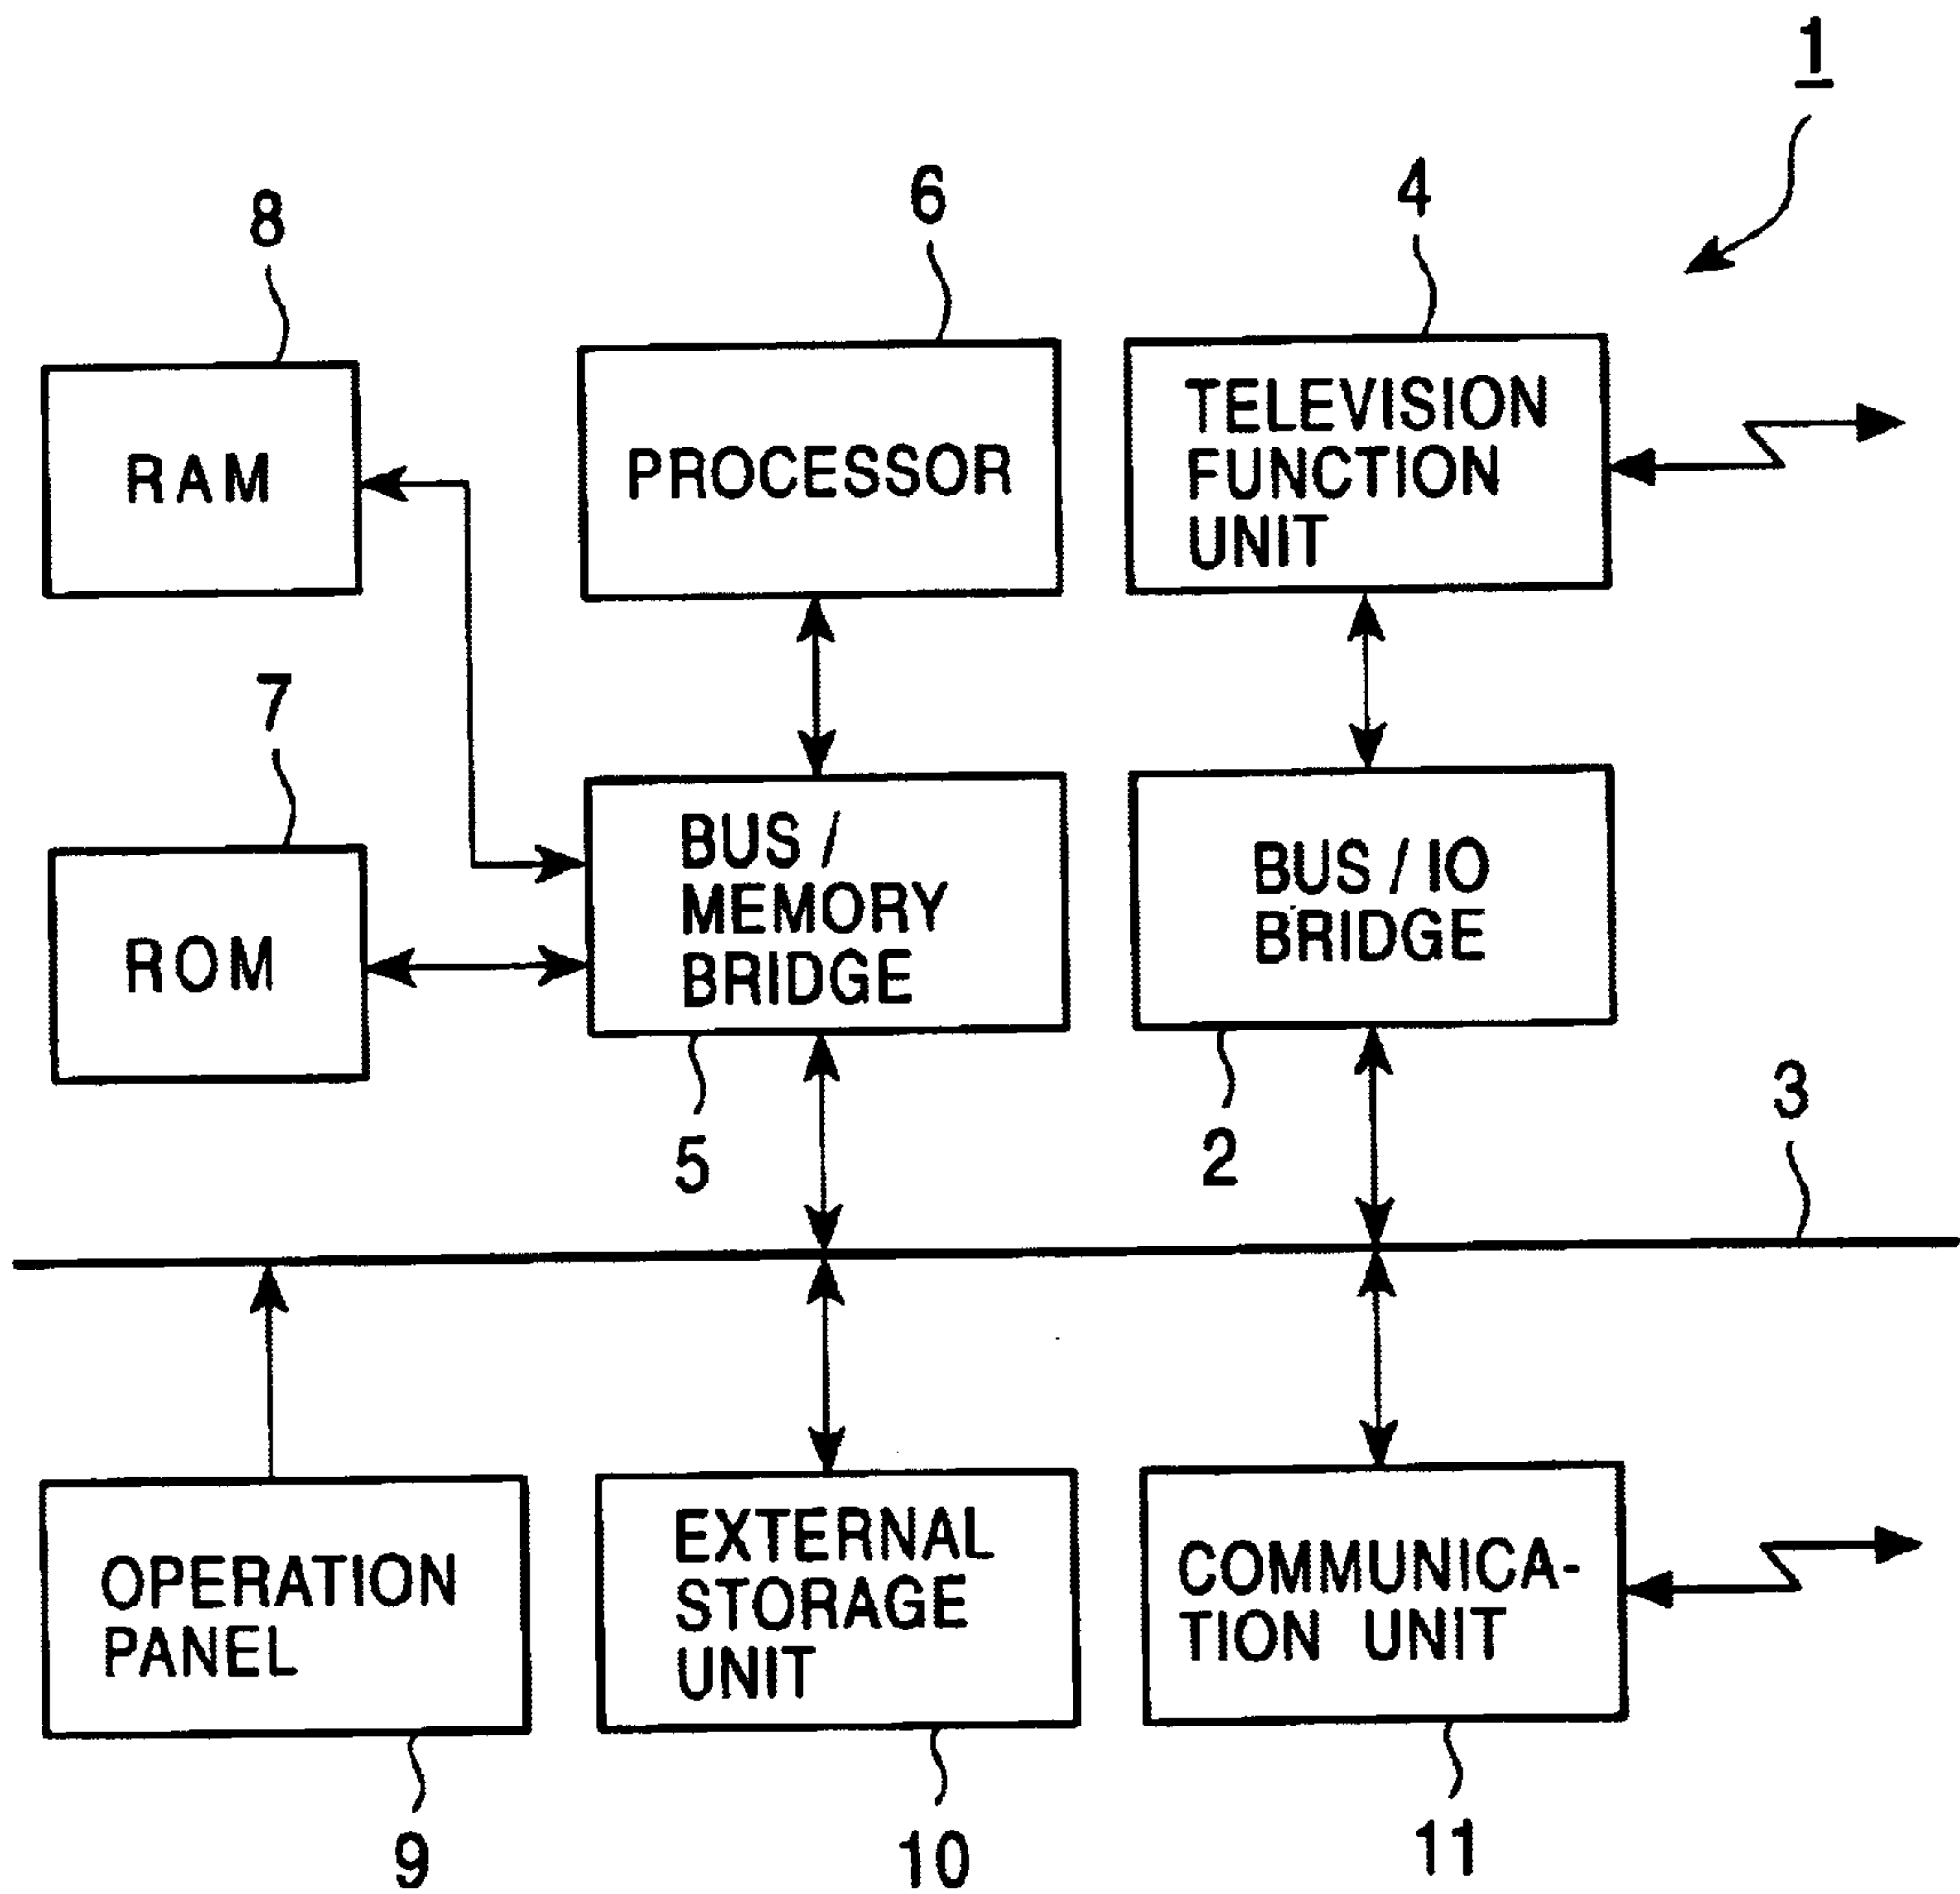 1
8
6
4
RAM
PROCESSOR
TELEVISION
FUNCTION
UNIT
7
ROM
BUS /
MEMORY
BRIDGE
BUS / IO
BRIDGE
5
2
3
OPERATION
PANEL
EXTERNAL
STORAGE
UNIT
COMMUNICA-
TION UNIT
9
10
11